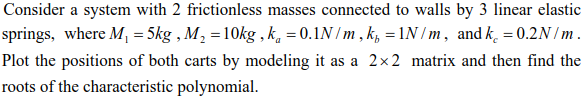 Consider a system with 2 frictionless masses connected to walls by 3 linear elastic
springs, where M₁ = 5kg , M₂ = 10kg , kₐ = 0.1N / m , k_b = 1N / m , and k_c = 0.2N / m .
Plot the positions of both carts by modeling it as a 2×2 matrix and then find the
roots of the characteristic polynomial.